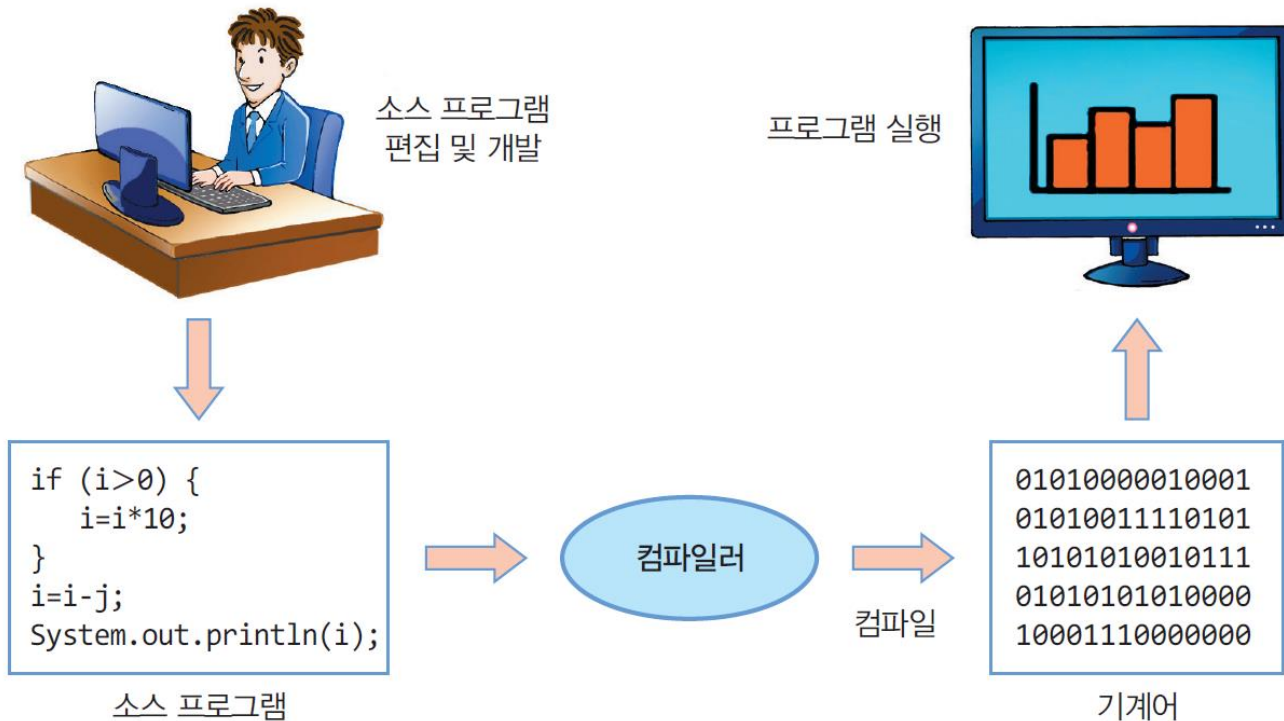 소스 프로그램
편집 및 개발
프로그램 실행
if (i>0) {
i=i*10;
}
i=i-j;
System.out.println(i);
소스 프로그램
컴파일러
컴파일
01010000010001
01010011110101
10101010010111
01010101010000
10001110000000
기계어